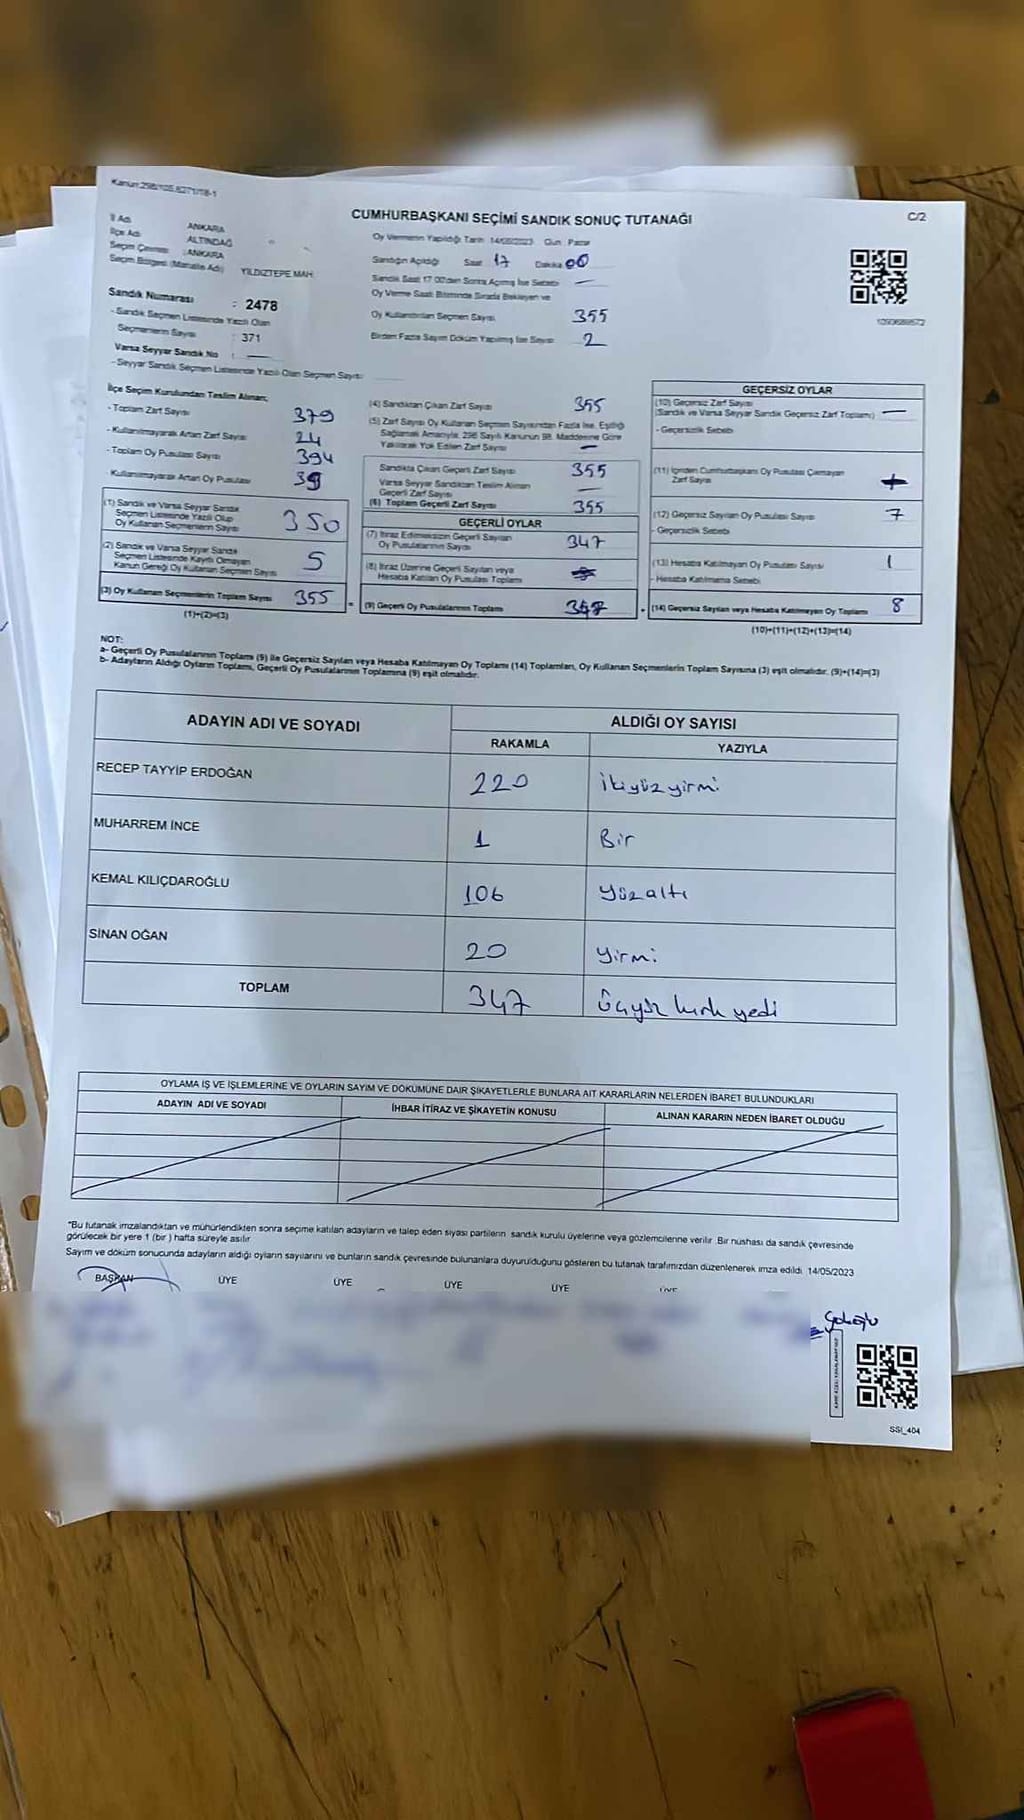 Kanun:298/105,6271/18-1
CUMHURBAŞKANI SEÇİMİ SANDIK SONUÇ TUTANAĞI
C/2
İl Adı ANKARA
İlçe Adı ALTINDAĞ
Seçim Çevresi : ANKARA
Seçim Bölgesi (Mahalle Adı) YILDIZTEPE MAH.
Sandık Numarası : 2478
- Sandık Seçmen Listesinde Yazılı Olan
Seçmenlerin Sayısı : 371
Varsa Seyyar Sandık No : —
- Seyyar Sandık Seçmen Listesinde Yazılı Olan Seçmen Sayısı
Oy Vermenin Yapıldığı Tarih 14/05/2023 Gün Pazar
Sandığın Açıldığı Saat 17 Dakika 00
Sandık Saat 17.00'den Sonra Açılmış İse Sebebi —
Oy Verme Saati Bitiminde Sırada Bekleyen ve
Oy Kullandırılan Seçmen Sayısı 355
Birden Fazla Sayım Döküm Yapılmış İse Sayısı 2
İlçe Seçim Kurulundan Teslim Alınan;
- Toplam Zarf Sayısı 379
- Kullanılmayarak Artan Zarf Sayısı 24
- Toplam Oy Pusulası Sayısı 394
- Kullanılmayarak Artan Oy Pusulası 39
(1) Sandık ve Varsa Seyyar Sandık
Seçmen Listesinde Yazılı Olup
Oy Kullanan Seçmenlerin Sayısı 350
(2) Sandık ve Varsa Seyyar Sandık
Seçmen Listesinde Kayıtlı Olmayan
Kanun Gereği Oy Kullanan Seçmen Sayısı 5
(3) Oy Kullanan Seçmenlerin Toplam Sayısı 355
(1)+(2)=(3)
(4) Sandıktan Çıkan Zarf Sayısı 355
(5) Zarf Sayısı Oy Kullanan Seçmen Sayısından Fazla İse, Eşitliği
Sağlamak Amacıyla, 298 Sayılı Kanunun 98. Maddesine Göre
Yakılarak Yok Edilen Zarf Sayısı —
Sandıkta Çıkan Geçerli Zarf Sayısı 355
Varsa Seyyar Sandıktan Teslim Alınan
Geçerli Zarf Sayısı —
(6) Toplam Geçerli Zarf Sayısı 355
GEÇERLİ OYLAR
(7) İtiraz Edilmeksizin Geçerli Sayılan
Oy Pusulalarının Sayısı 347
(8) İtiraz Üzerine Geçerli Sayılan veya
Hesaba Katılan Oy Pusulası Toplamı
(9) Geçerli Oy Pusulalarının Toplamı 347
GEÇERSİZ OYLAR
(10) Geçersiz Zarf Sayısı
(Sandık ve Varsa Seyyar Sandık Geçersiz Zarf Toplamı) —
- Geçersizlik Sebebi
(11) İçinden Cumhurbaşkanı Oy Pusulası Çıkmayan
Zarf Sayısı
(12) Geçersiz Sayılan Oy Pusulası Sayısı 7
- Geçersizlik Sebebi
(13) Hesaba Katılmayan Oy Pusulası Sayısı 1
- Hesaba Katılmama Sebebi
(14) Geçersiz Sayılan veya Hesaba Katılmayan Oy Toplamı 8
(10)+(11)+(12)+(13)=(14)
NOT:
a- Geçerli Oy Pusulalarının Toplamı (9) ile Geçersiz Sayılan veya Hesaba Katılmayan Oy Toplamı (14) Toplamları, Oy Kullanan Seçmenlerin Toplam Sayısına (3) eşit olmalıdır. (9)+(14)=(3)
b- Adayların Aldığı Oyların Toplamı, Geçerli Oy Pusulalarının Toplamına (9) eşit olmalıdır.
ADAYIN ADI VE SOYADI
ALDIĞI OY SAYISI
RAKAMLA YAZIYLA
RECEP TAYYİP ERDOĞAN 220 ikiyüzyirmi
MUHARREM İNCE 1 Bir
KEMAL KILIÇDAROĞLU 106 Yüzaltı
SİNAN OĞAN 20 Yirmi
TOPLAM 347 Üçyüz kırk yedi
OYLAMA İŞ VE İŞLEMLERİNE VE OYLARIN SAYIM VE DÖKÜMÜNE DAİR ŞİKAYETLERLE BUNLARA AİT KARARLARIN NELERDEN İBARET BULUNDUKLARI
ADAYIN ADI VE SOYADI İHBAR İTİRAZ VE ŞİKAYETİN KONUSU ALINAN KARARIN NEDEN İBARET OLDUĞU
*Bu tutanak imzalandıktan ve mühürlendikten sonra seçime katılan adayların ve talep eden siyasi partilerin sandık kurulu üyelerine veya gözlemcilerine verilir .Bir nüshası da sandık çevresinde
görülecek bir yere 1 (bir ) hafta süreyle asılır.
Sayım ve döküm sonucunda adayların aldığı oyların sayılarını ve bunların sandık çevresinde bulunanlara duyurulduğunu gösteren bu tutanak tarafımızdan düzenlenerek imza edildi. 14/05/2023
BAŞKAN ÜYE ÜYE ÜYE ÜYE ÜYE
SSI_404